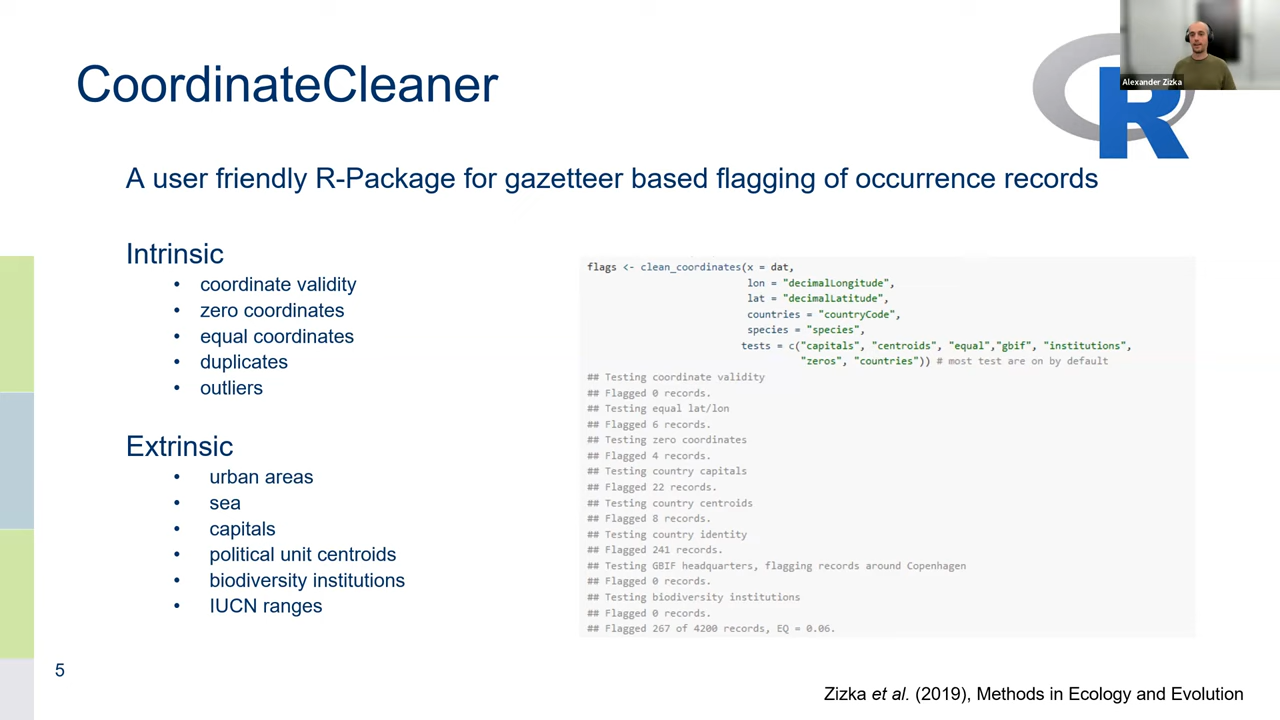 CoordinateCleaner
R
Alexander Zizka
A user friendly R-Package for gazetteer based flagging of occurrence records
Intrinsic
• coordinate validity
• zero coordinates
• equal coordinates
• duplicates
• outliers
Extrinsic
• urban areas
• sea
• capitals
• political unit centroids
• biodiversity institutions
• IUCN ranges
flags <- clean_coordinates(x = dat,
lon = "decimalLongitude",
lat = "decimalLatitude",
countries = "countryCode",
species = "species",
tests = c("capitals", "centroids", "equal","gbif", "institutions",
"zeros", "countries")) # most test are on by default
## Testing coordinate validity
## Flagged 0 records.
## Testing equal lat/lon
## Flagged 6 records.
## Testing zero coordinates
## Flagged 4 records.
## Testing country capitals
## Flagged 22 records.
## Testing country centroids
## Flagged 8 records.
## Testing country identity
## Flagged 241 records.
## Testing GBIF headquarters, flagging records around Copenhagen
## Flagged 0 records.
## Testing biodiversity institutions
## Flagged 0 records.
## Flagged 267 of 4200 records, EQ = 0.06.
5
Zizka et al. (2019), Methods in Ecology and Evolution